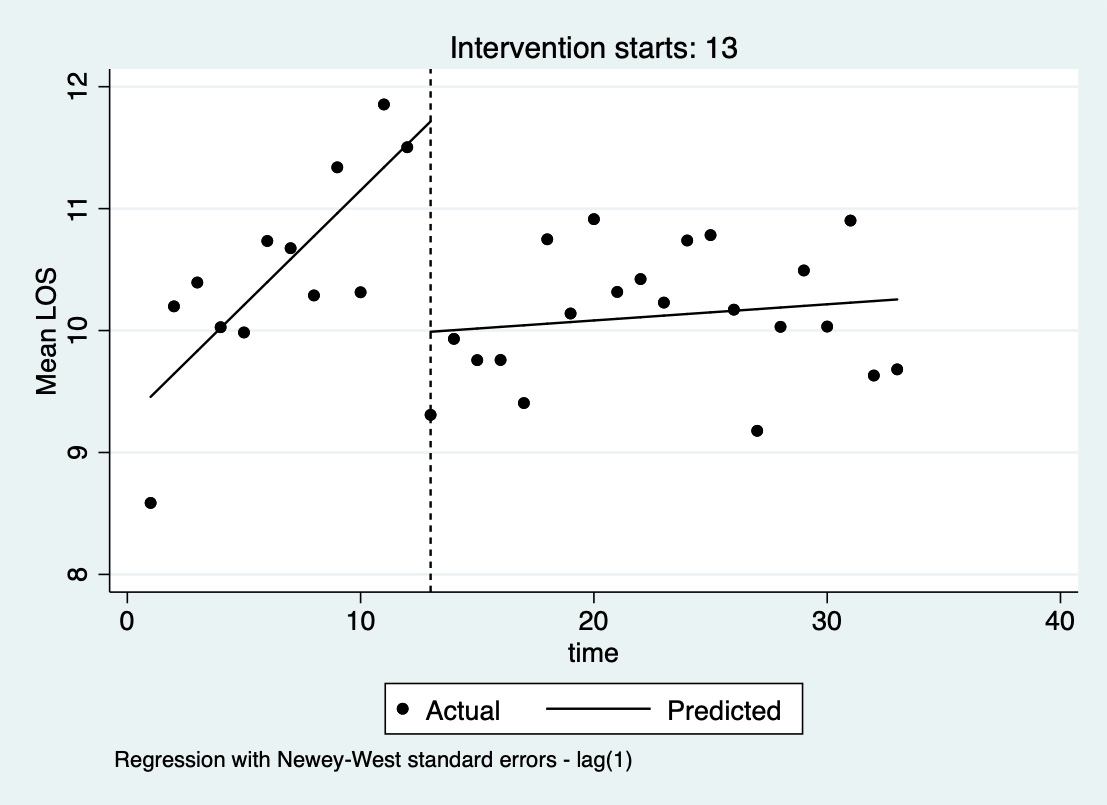 Intervention starts: 13
Mean LOS
12
11
10
9
8
0 10 20 30 40
time
Actual Predicted
Regression with Newey-West standard errors - lag(1)